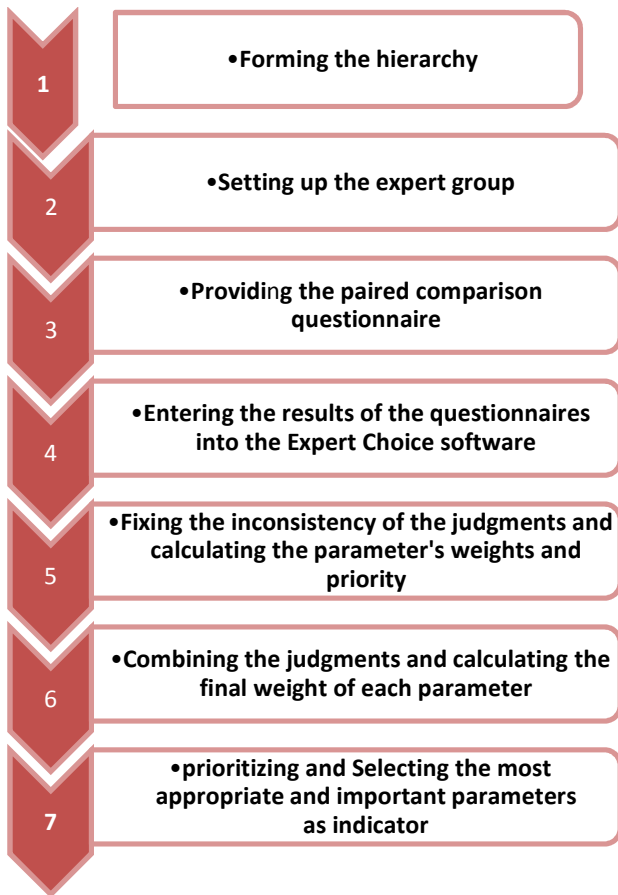 1
•Forming the hierarchy
2
•Setting up the expert group
3
•Providing the paired comparison
questionnaire
4
•Entering the results of the questionnaires
into the Expert Choice software
5
•Fixing the inconsistency of the judgments and
calculating the parameter's weights and
priority
6
•Combining the judgments and calculating the
final weight of each parameter
7
•prioritizing and Selecting the most
appropriate and important parameters
as indicator